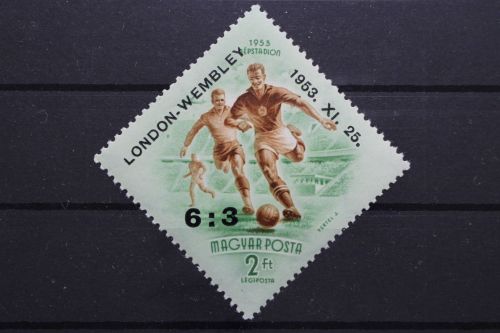 1953
NÉPSTADION
LONDON-WEMBLEY
1953. XI. 25.
6:3
MAGYAR POSTA
2 ft
LÉGIPOSTA